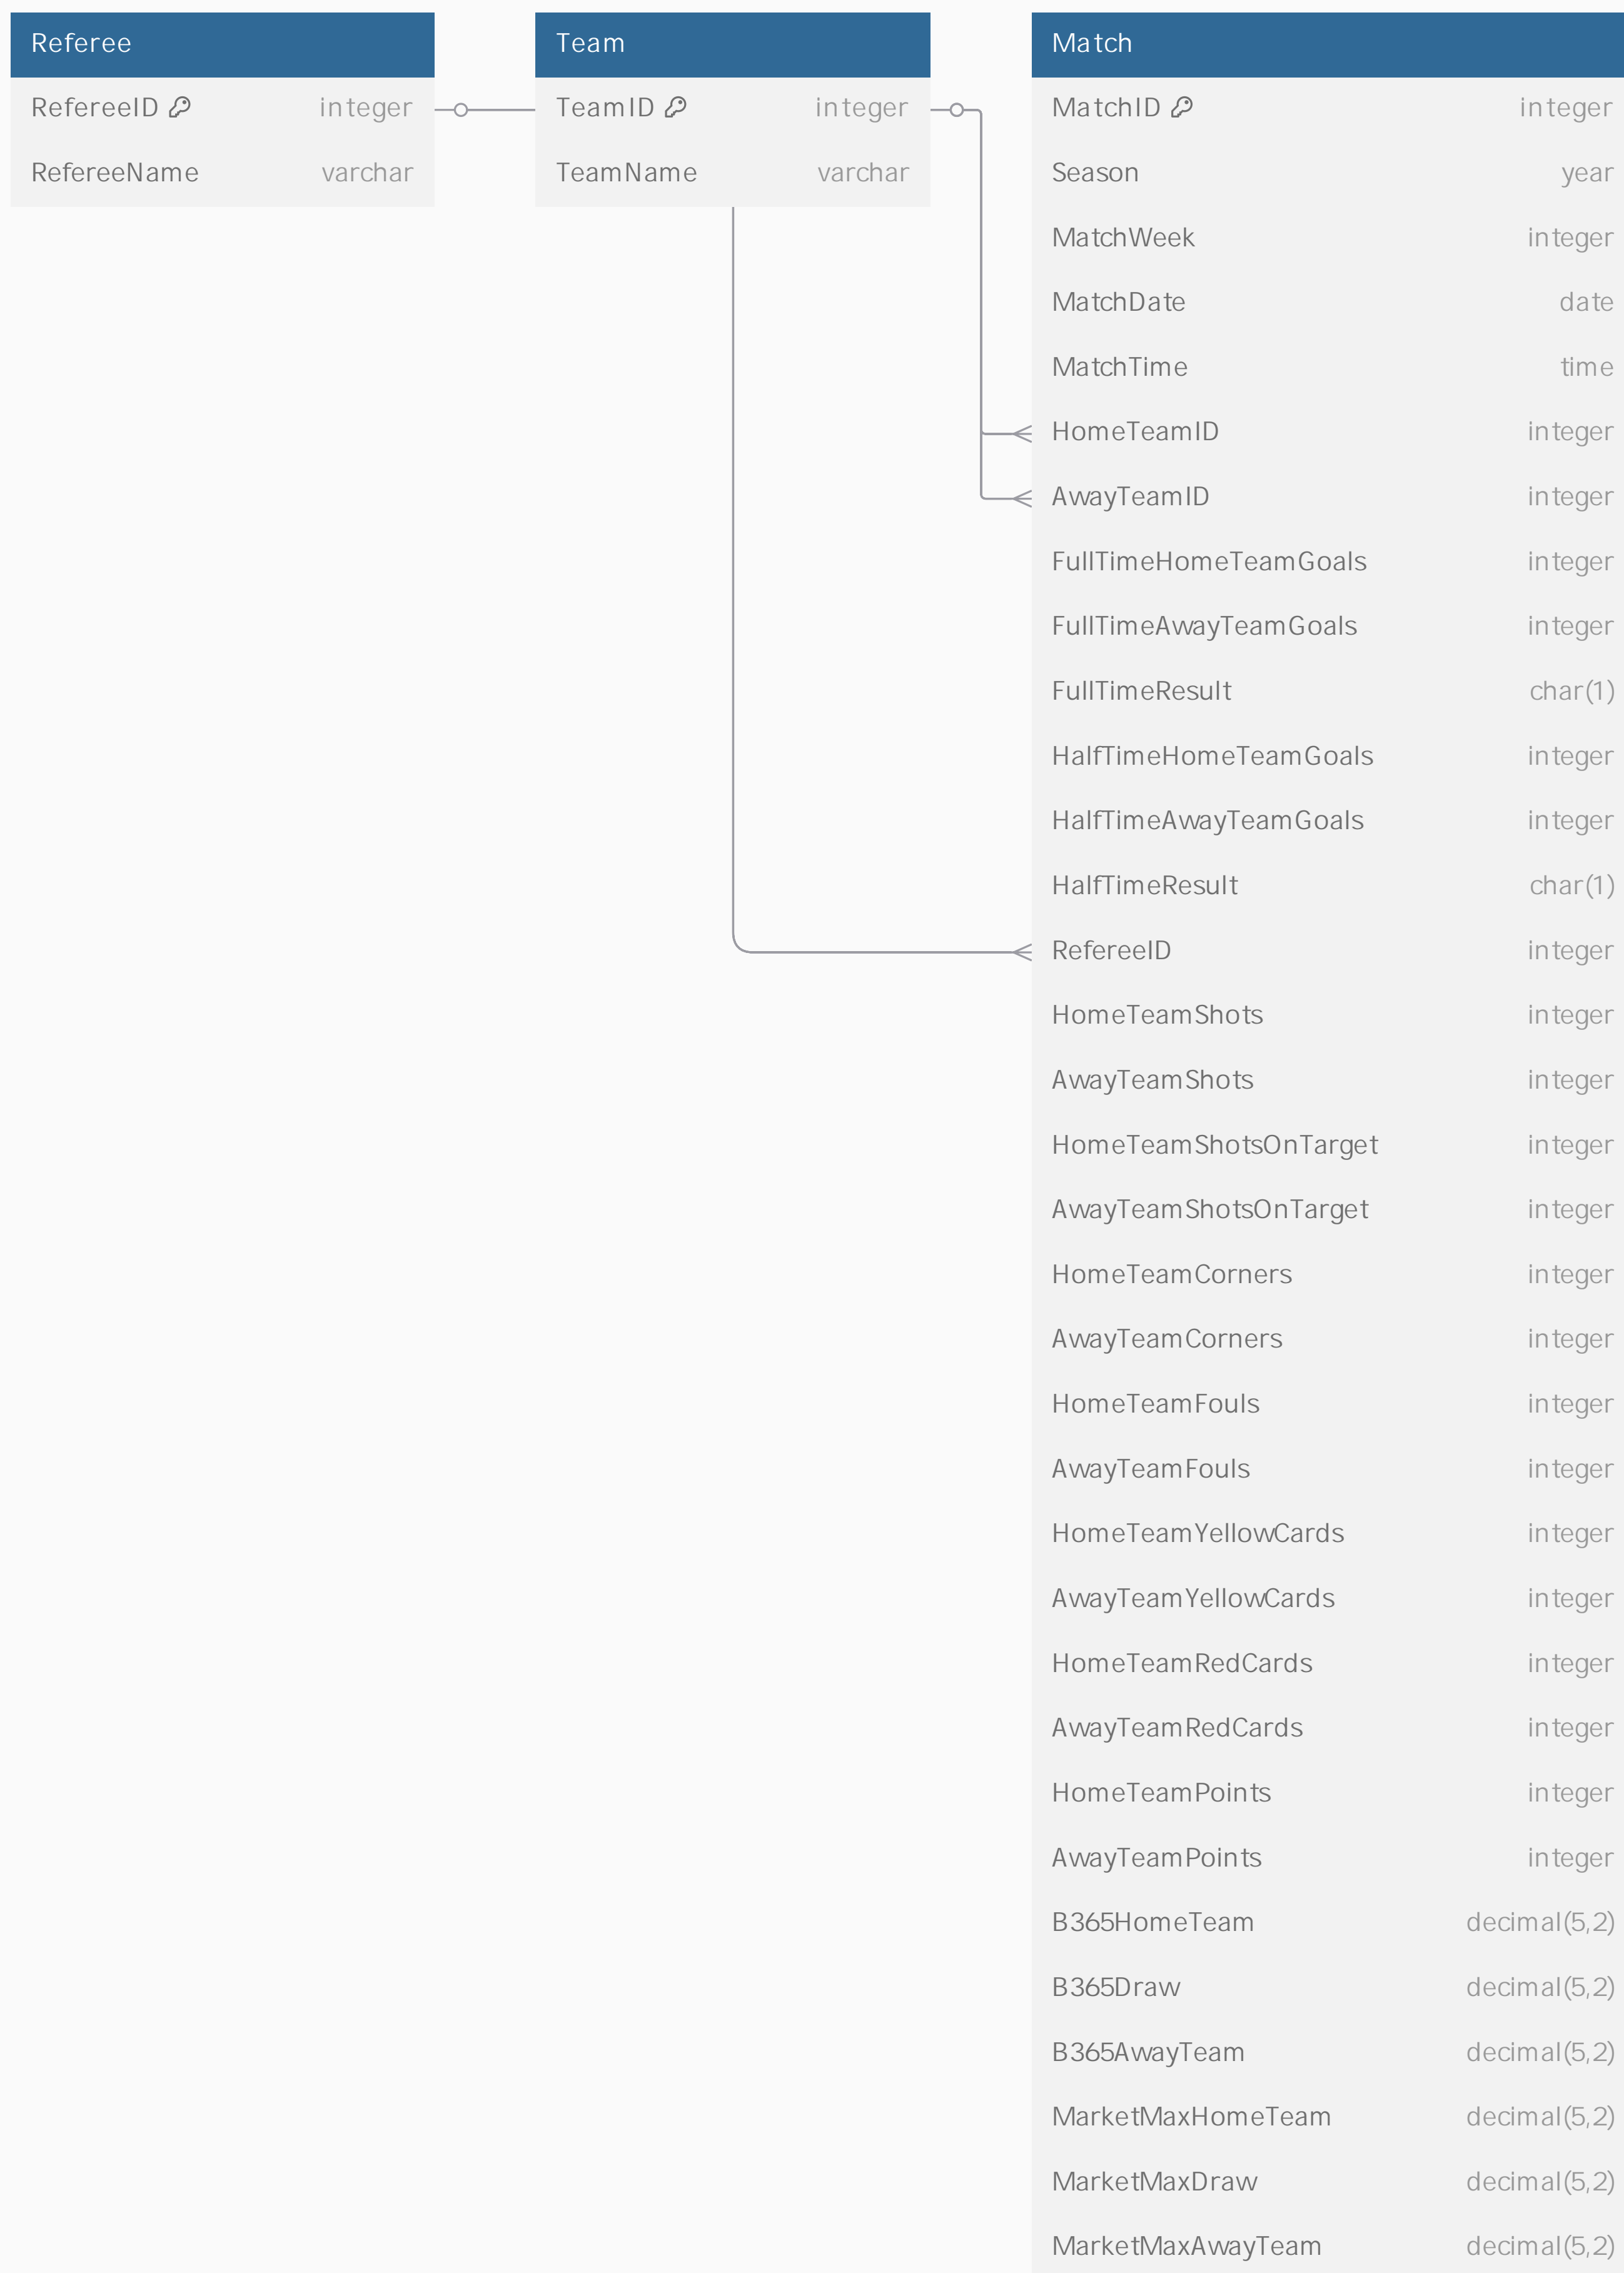 Referee
RefereeID integer
RefereeName varchar
Team
TeamID integer
TeamName varchar
Match
MatchID integer
Season year
MatchWeek integer
MatchDate date
MatchTime time
HomeTeamID integer
AwayTeamID integer
FullTimeHomeTeamGoals integer
FullTimeAwayTeamGoals integer
FullTimeResult char(1)
HalfTimeHomeTeamGoals integer
HalfTimeAwayTeamGoals integer
HalfTimeResult char(1)
RefereeID integer
HomeTeamShots integer
AwayTeamShots integer
HomeTeamShotsOnTarget integer
AwayTeamShotsOnTarget integer
HomeTeamCorners integer
AwayTeamCorners integer
HomeTeamFouls integer
AwayTeamFouls integer
HomeTeamYellowCards integer
AwayTeamYellowCards integer
HomeTeamRedCards integer
AwayTeamRedCards integer
HomeTeamPoints integer
AwayTeamPoints integer
B365HomeTeam decimal(5,2)
B365Draw decimal(5,2)
B365AwayTeam decimal(5,2)
MarketMaxHomeTeam decimal(5,2)
MarketMaxDraw decimal(5,2)
MarketMaxAwayTeam decimal(5,2)